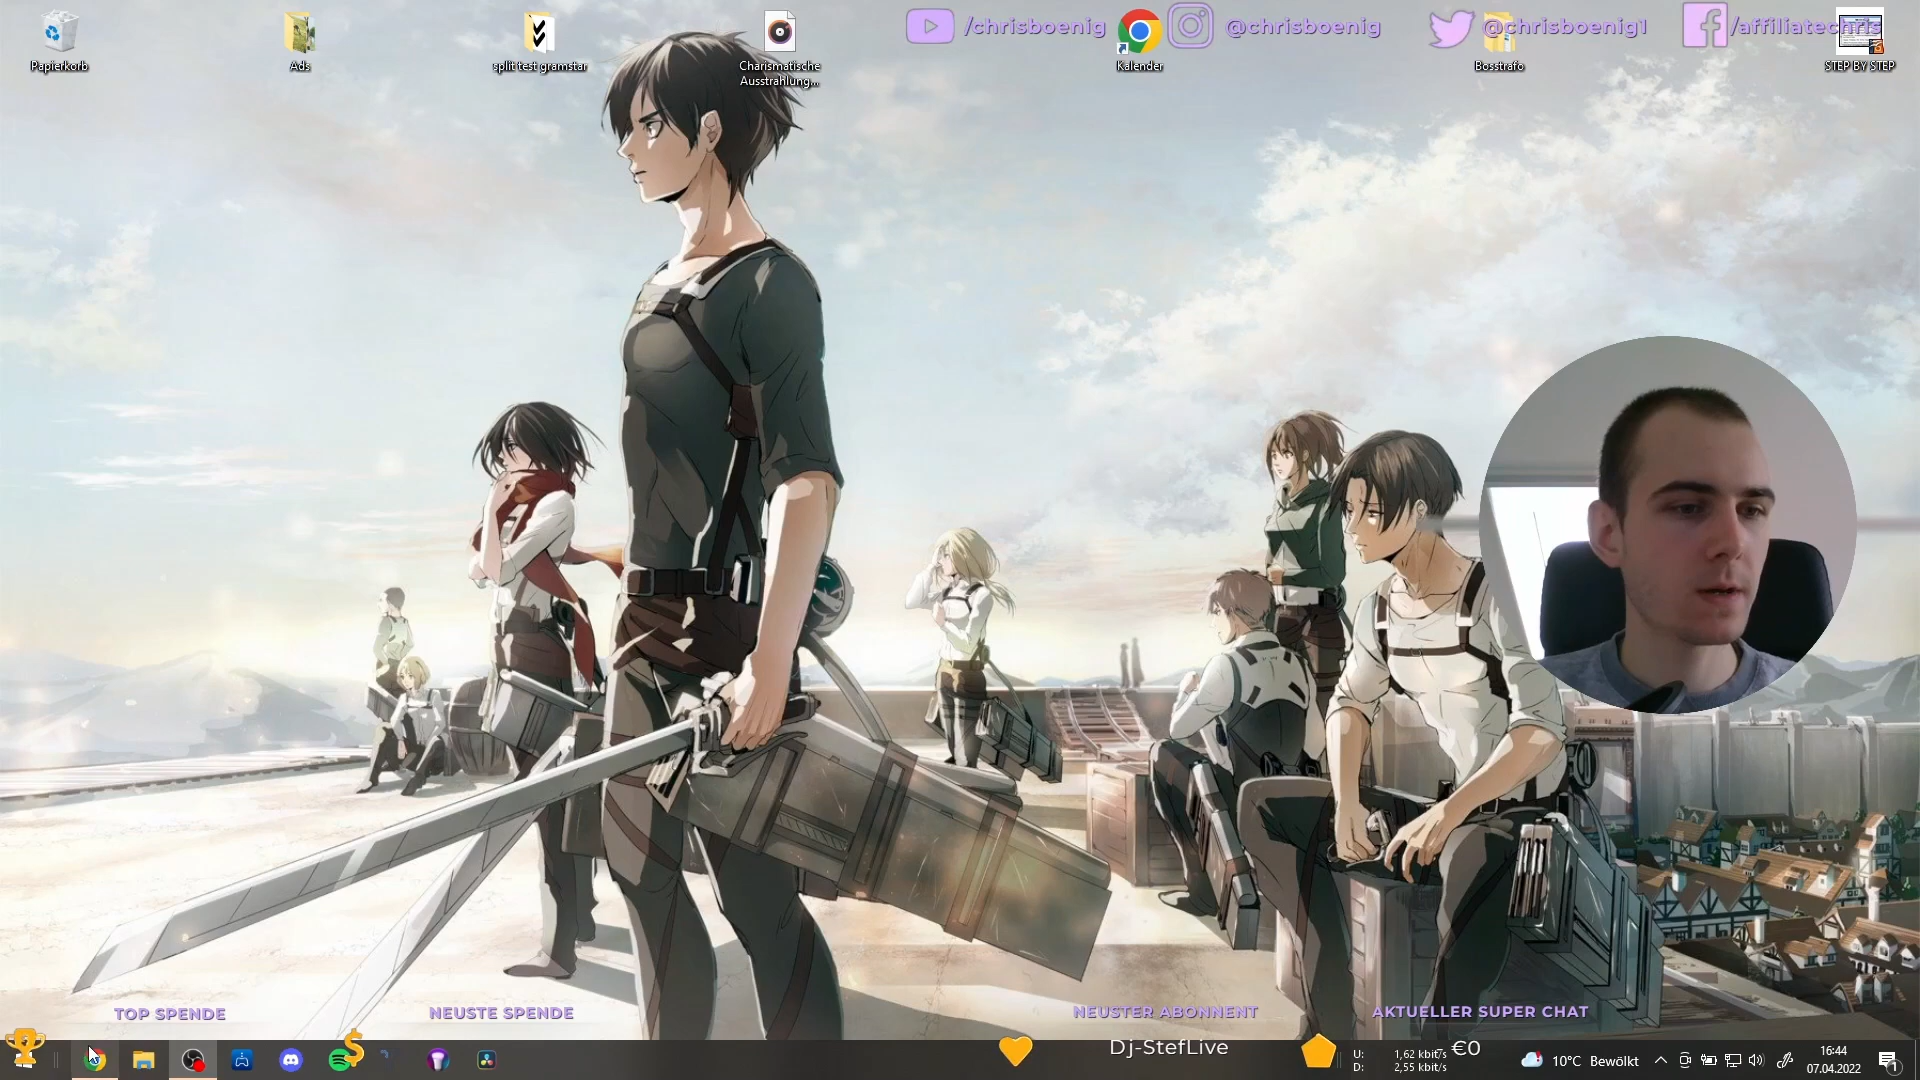 Papierkorb
Ads
split test gramstar
Charismatische
Ausstrahlung...
/chrisboenig
Kalender
@chrisboenig
@chrisboenig1
Bosstrafo
/affiliatechris
STEP BY STEP
TOP SPENDE
NEUSTE SPENDE
NEUSTER ABONNENT
AKTUELLER SUPER CHAT
Dj-StefLive
U: 1,62 kbit/s
D: 2,55 kbit/s
€0
10°C Bewölkt
16:44
07.04.2022
1